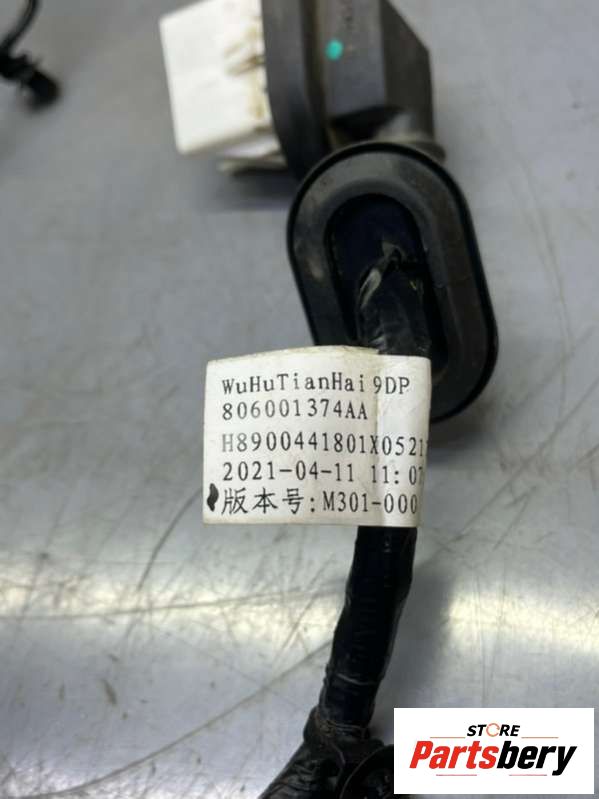 WuHuTianHai 9DP
806001374AA
H8900441801X0521
2021-04-11 11:07
版本号: M301-000
STORE
Partsbery